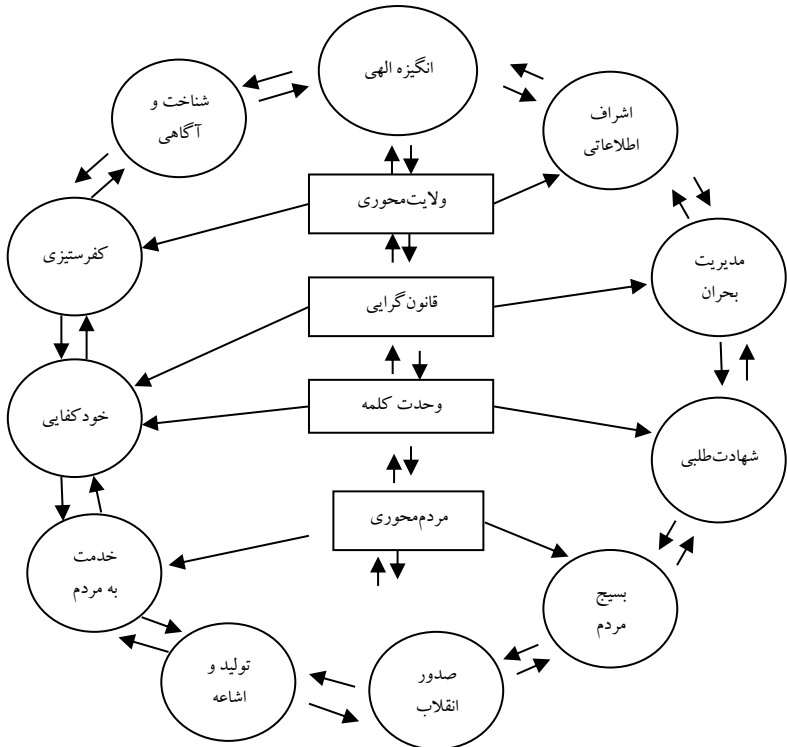 انگیزه الهی
شناخت و
آگاهی
اشراف
اطلاعاتی
ولایت‌محوری
کفرستیزی
مدیریت
بحران
قانون‌گرایی
وحدت کلمه
خودکفایی
شهادت‌طلبی
مردم‌محوری
خدمت
به مردم
بسیج
مردم
تولید و
اشاعه
صدور
انقلاب